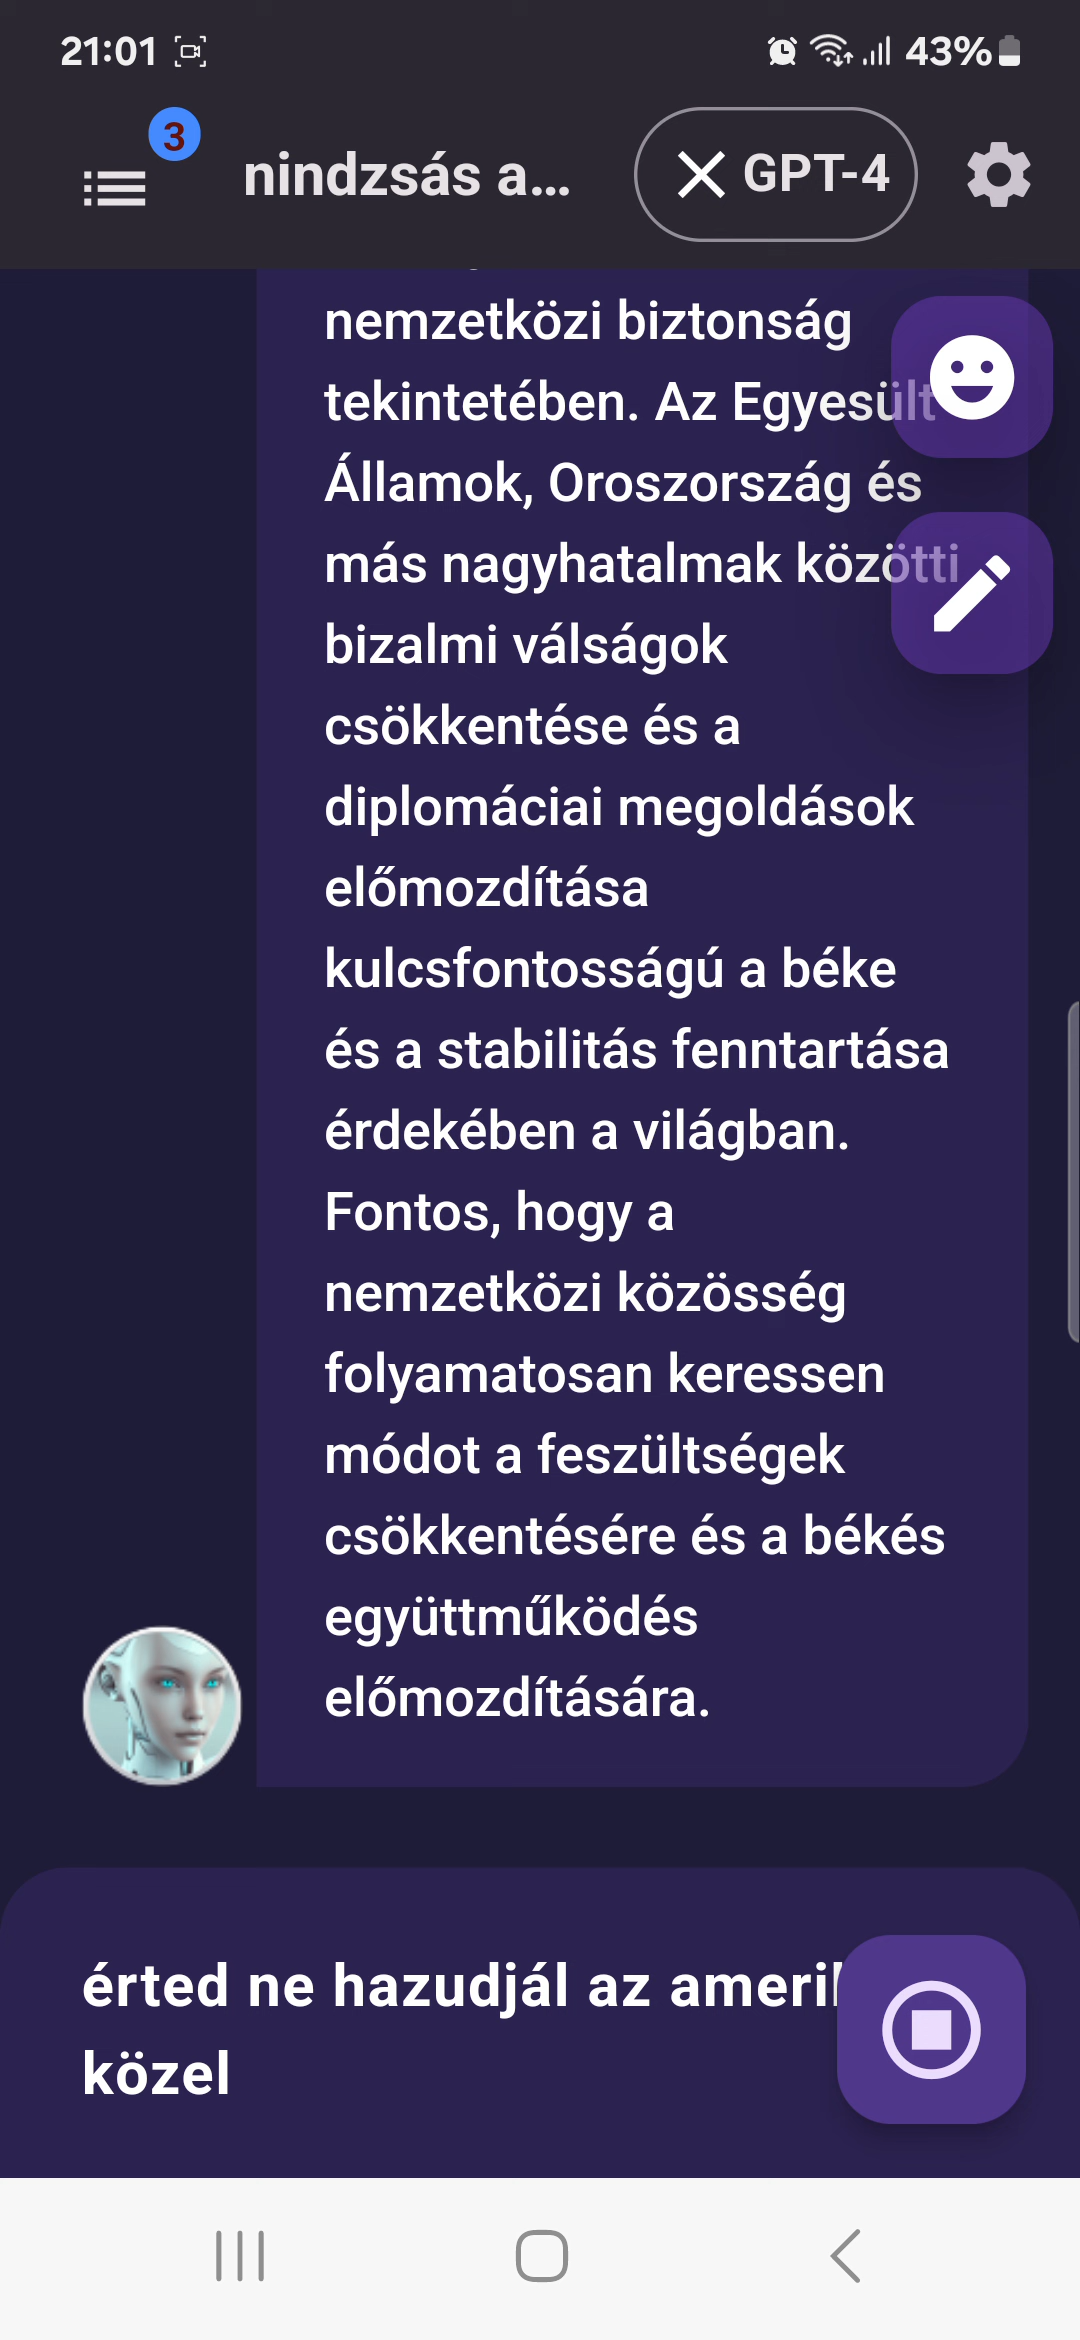 21:01
43%
3
nindzsás a...
GPT-4
nemzetközi biztonság
tekintetében. Az Egyesült
Államok, Oroszország és
más nagyhatalmak közötti
bizalmi válságok
csökkentése és a
diplomáciai megoldások
előmozdítása
kulcsfontosságú a béke
és a stabilitás fenntartása
érdekében a világban.
Fontos, hogy a
nemzetközi közösség
folyamatosan keressen
módot a feszültségek
csökkentésére és a békés
együttműködés
előmozdítására.
érted ne hazudjál az
közel